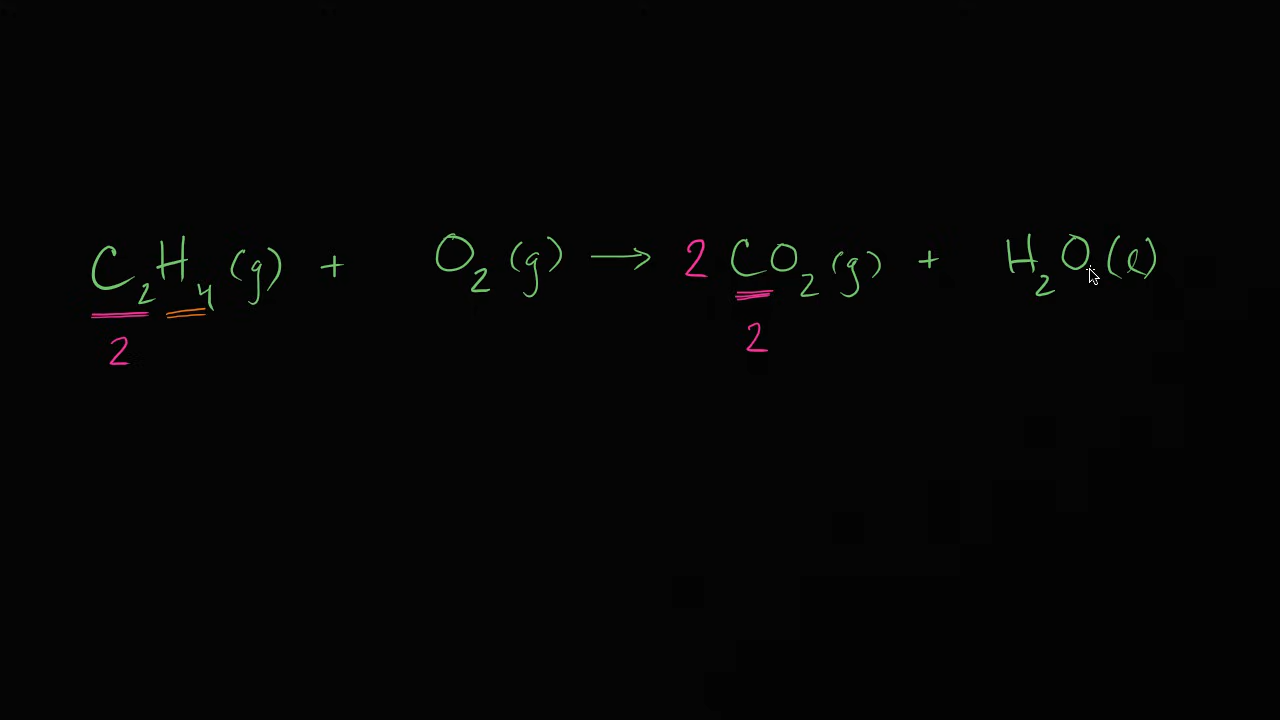 C₂H₄(g) + O₂(g) ⟶ 2 CO₂(g) + H₂O(l)
2 2